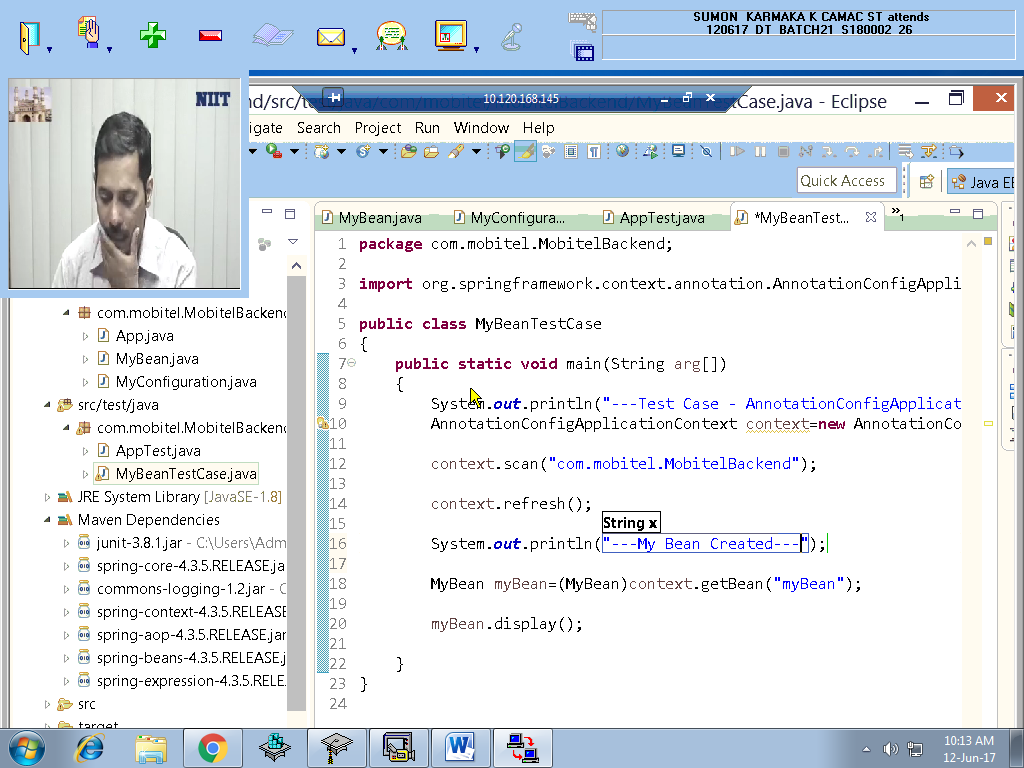 SUMON KARMAKA K CAMAC ST attends
120617_DT_BATCH21_S180002_26
NIIT
nd/src/test/java/com/mobitel/MobitelBackend/MyBeanTestCase.java - Eclipse
10.120.168.145
igate Search Project Run Window Help
Quick Access
Java EE
MyBean.java
MyConfigura...
AppTest.java
*MyBeanTest...
»1
com.mobitel.MobitelBackend
App.java
MyBean.java
MyConfiguration.java
src/test/java
com.mobitel.MobitelBackend
AppTest.java
MyBeanTestCase.java
JRE System Library [JavaSE-1.8]
Maven Dependencies
junit-3.8.1.jar - C:\Users\Adm
spring-core-4.3.5.RELEASE.ja
commons-logging-1.2.jar - C
spring-context-4.3.5.RELEASE
spring-aop-4.3.5.RELEASE.jar
spring-beans-4.3.5.RELEASE.j
spring-expression-4.3.5.RELE
src
target
1 package com.mobitel.MobitelBackend;
2
3 import org.springframework.context.annotation.AnnotationConfigAppli
4
5 public class MyBeanTestCase
6 {
7 public static void main(String arg[])
8 {
9 System.out.println("---Test Case - AnnotationConfigApplicat
10 AnnotationConfigApplicationContext context=new AnnotationCo
11
12 context.scan("com.mobitel.MobitelBackend");
13
14 context.refresh();
15
String x
16 System.out.println("---My Bean Created---");
17
18 MyBean myBean=(MyBean)context.getBean("myBean");
19
20 myBean.display();
21
22 }
23 }
24
10:13 AM
12-Jun-17